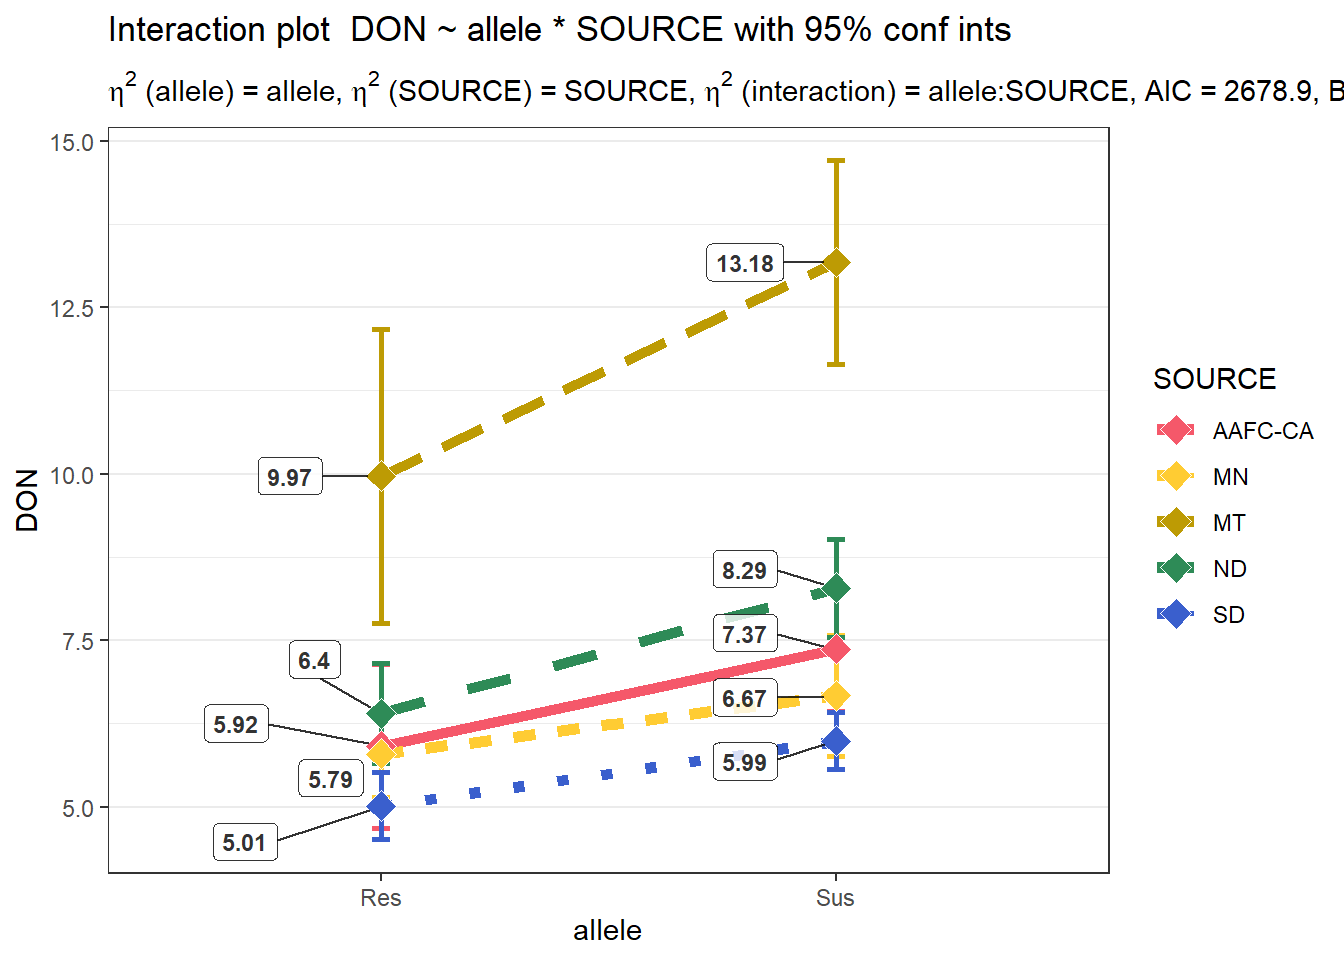 Interaction plot  DON ~ allele * SOURCE with 95% conf ints
η² (allele) = allele, η² (SOURCE) = SOURCE, η² (interaction) = allele:SOURCE, AIC = 2678.9, B
15.0
12.5
10.0
7.5
5.0
DON
13.18
9.97
8.29
7.37
6.4
6.67
5.92
5.99
5.79
5.01
Res
Sus
allele
SOURCE
AAFC-CA
MN
MT
ND
SD